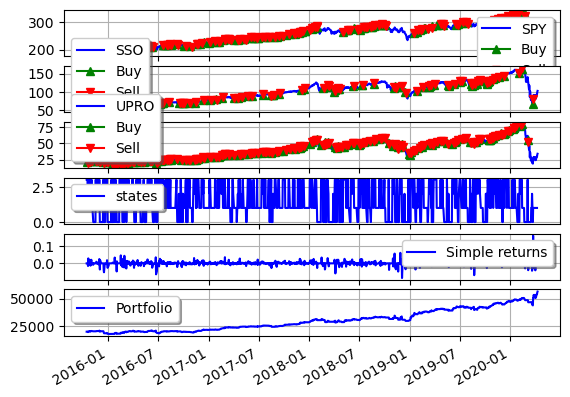 300
200
SPY
Buy
150
100
50
SSO
Buy
Sell
75
50
25
UPRO
Buy
Sell
2.5
0.0
states
0.1
0.0
Simple returns
50000
25000
Portfolio
2016-01
2016-07
2017-01
2017-07
2018-01
2018-07
2019-01
2019-07
2020-01